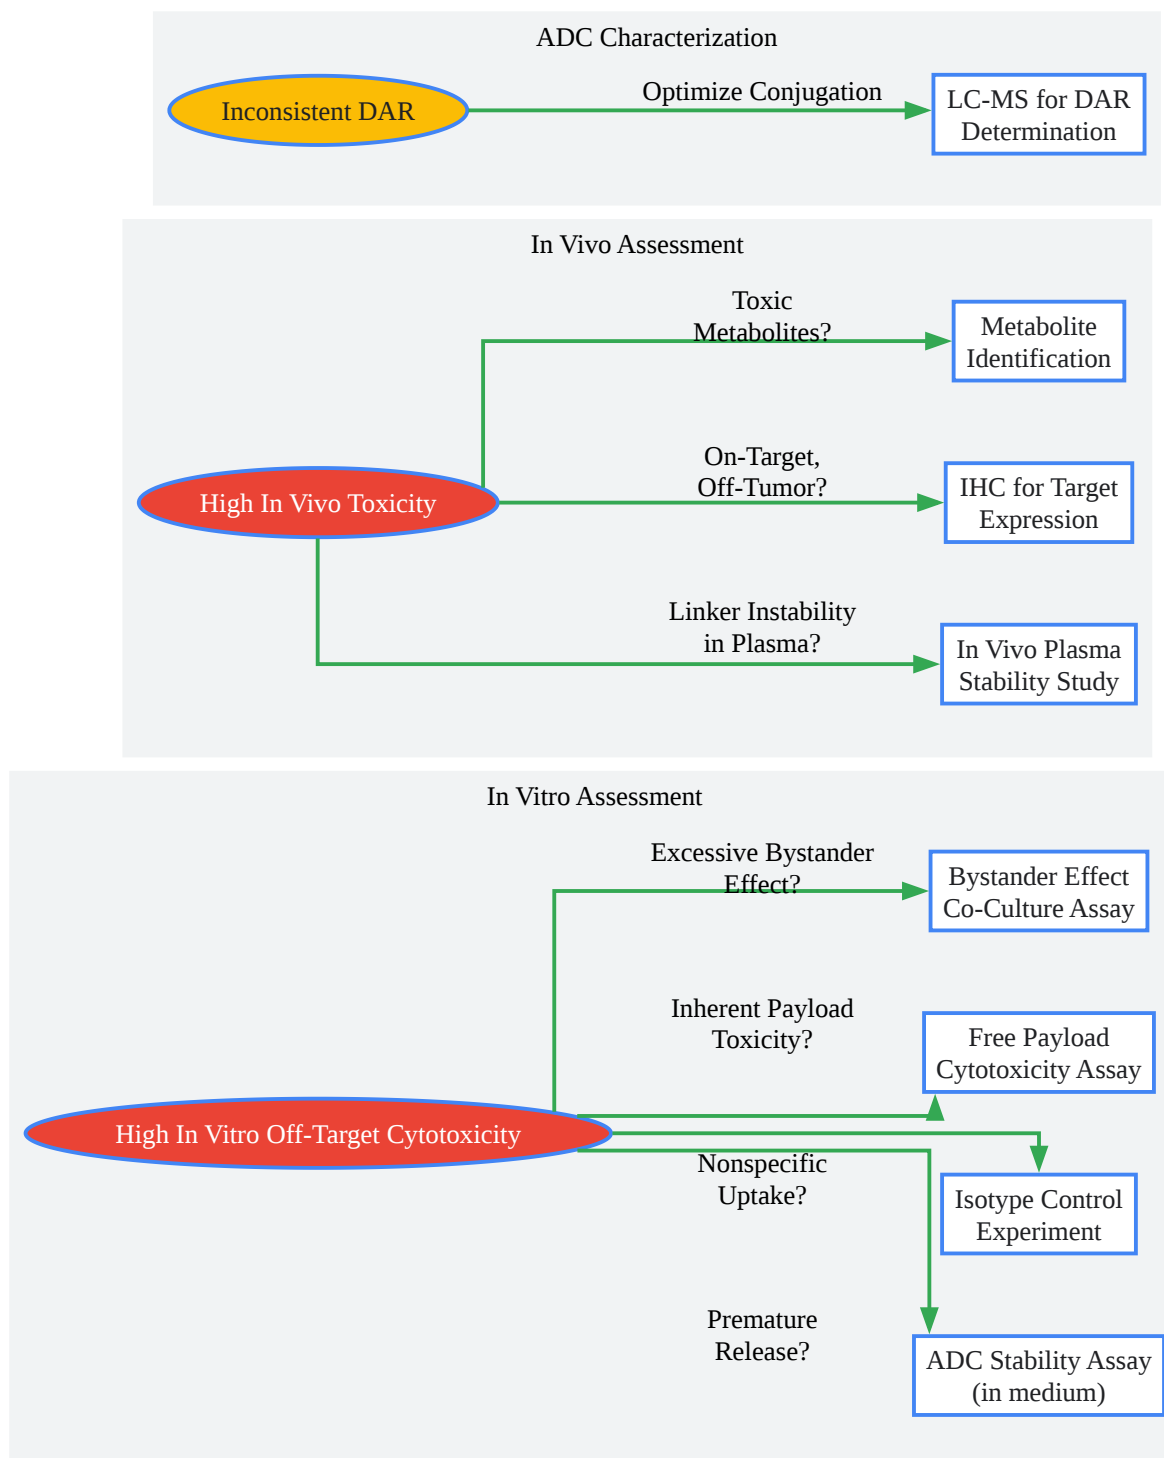 ADC Characterization
Inconsistent DAR
Optimize Conjugation
LC-MS for DAR
Determination
In Vivo Assessment
Toxic
Metabolites?
Metabolite
Identification
High In Vivo Toxicity
On-Target,
Off-Tumor?
IHC for Target
Expression
Linker Instability
in Plasma?
In Vivo Plasma
Stability Study
In Vitro Assessment
Excessive Bystander
Effect?
Bystander Effect
Co-Culture Assay
Inherent Payload
Toxicity?
Free Payload
Cytotoxicity Assay
High In Vitro Off-Target Cytotoxicity
Nonspecific
Uptake?
Isotype Control
Experiment
Premature
Release?
ADC Stability Assay
(in medium)